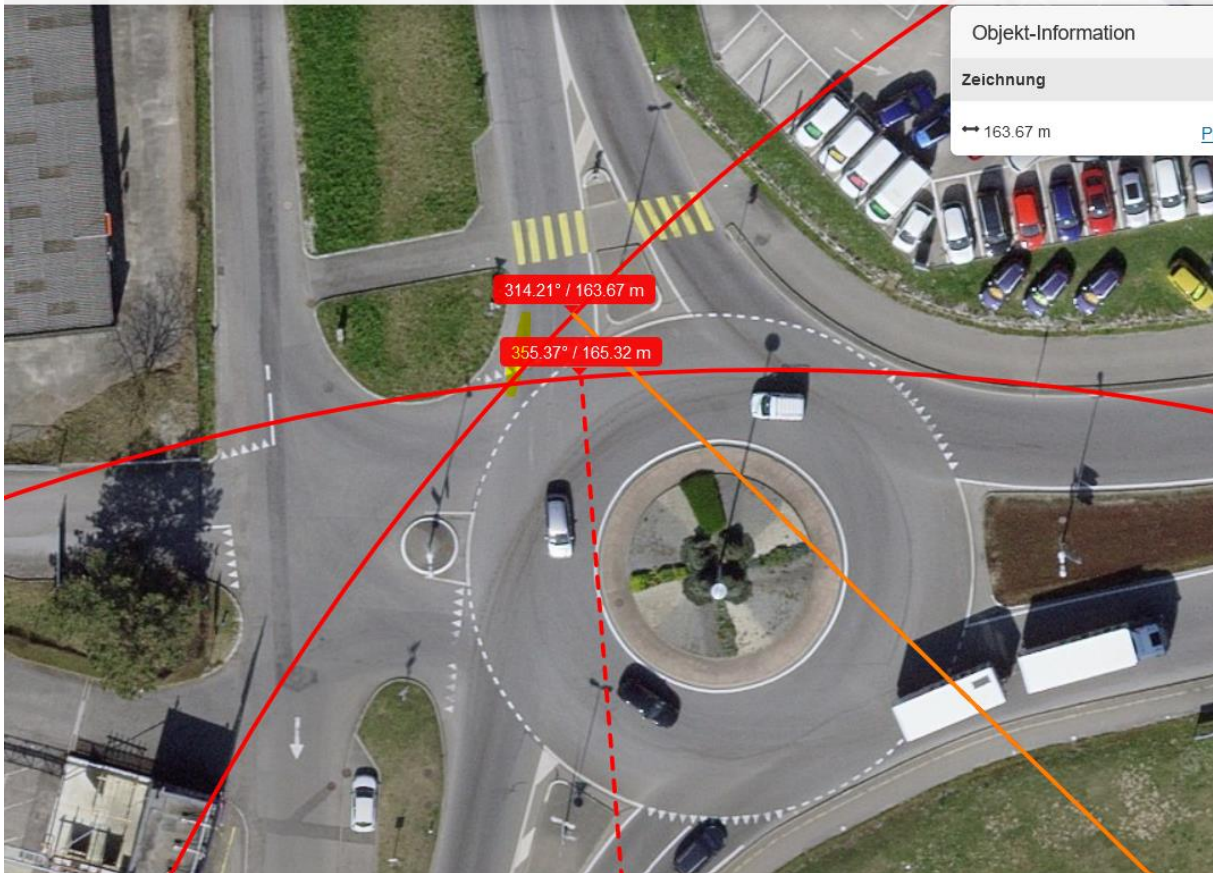 Objekt-Information
Zeichnung
163.67 m
P
314.21° / 163.67 m
355.37° / 165.32 m